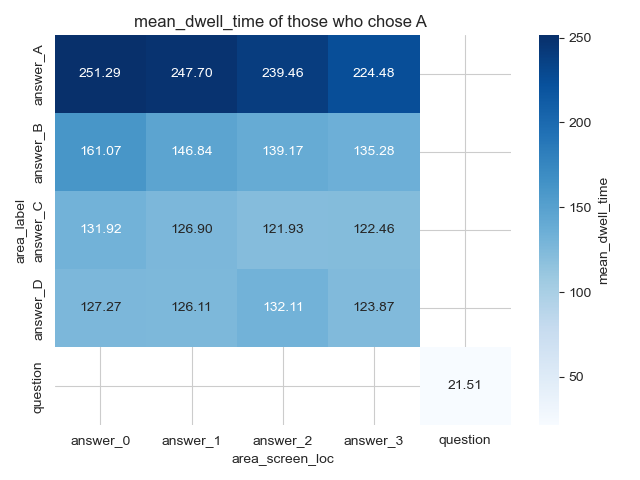 mean_dwell_time of those who chose A
answer_A
251.29 247.70 239.46 224.48
answer_B
161.07 146.84 139.17 135.28
answer_C
131.92 126.90 121.93 122.46
answer_D
127.27 126.11 132.11 123.87
question
21.51
area_label
answer_0 answer_1 answer_2 answer_3 question
area_screen_loc
250
200
150
100
50
mean_dwell_time